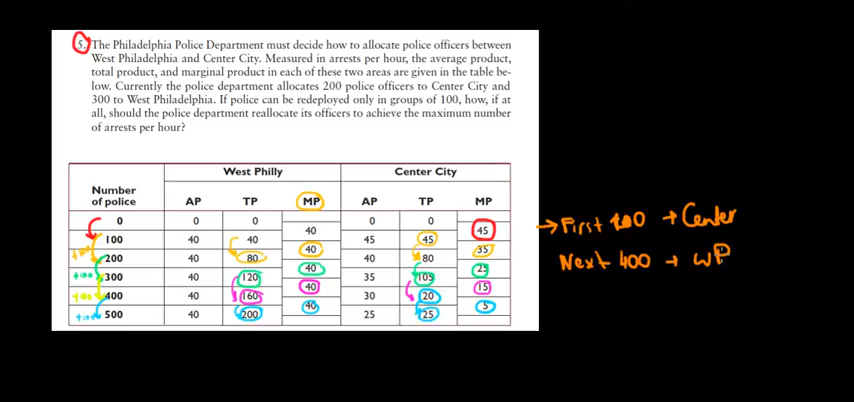 5. The Philadelphia Police Department must decide how to allocate police officers between
West Philadelphia and Center City. Measured in arrests per hour, the average product,
total product, and marginal product in each of these two areas are given in the table be-
low. Currently the police department allocates 200 police officers to Center City and
300 to West Philadelphia. If police can be redeployed only in groups of 100, how, if at
all, should the police department reallocate its officers to achieve the maximum number
of arrests per hour?
West Philly Center City
Number
of police AP TP MP AP TP MP
0 0 0 0 0
40 45
100 40 40 45 45
+100 40 35
200 40 80 40 80
+100 40 25
300 40 120 35 105
+100 40 15
400 40 160 30 20
+100 40 5
500 40 200 25 25
→ First 100 → Center
Next 400 → WP